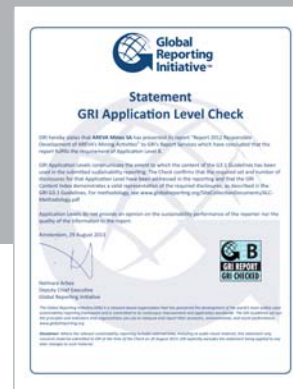 Global
Reporting
Initiative™
Statement
GRI Application Level Check
GRI hereby states that AREVA Mines SA has presented its report "Report 2012 Responsible
Development of AREVA's Mining Activities" to GRI's Report Services which have concluded that the
report fulfills the requirement of Application Level B.
GRI Application Levels communicate the extent to which the content of the G3.1 Guidelines has been
used in the submitted sustainability reporting. The Check confirms that the required set and number of
disclosures for that Application Level have been addressed in the reporting and that the GRI
Content Index demonstrates a valid representation of the required disclosures, as described in the
GRI G3.1 Guidelines. For methodology, see www.globalreporting.org/SiteCollectionDocuments/ALC-
Methodology.pdf
Application Levels do not provide an opinion on the sustainability performance of the reporter nor the
quality of the information in the report.
Amsterdam, 29 August 2013
Nelmara Arbex
Deputy Chief Executive
Global Reporting Initiative
B
GRI REPORT
GRI CHECKED
www.globalreporting.org